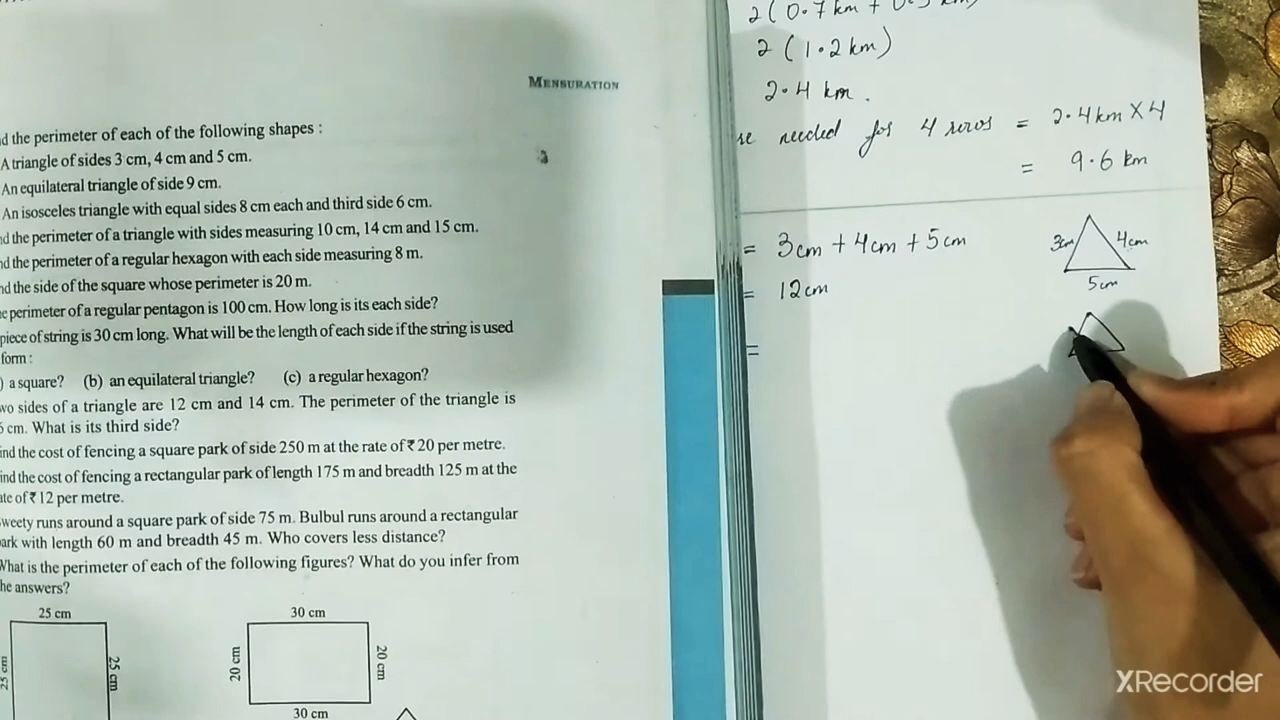 MENSURATION
d the perimeter of each of the following shapes :
A triangle of sides 3 cm, 4 cm and 5 cm.
An equilateral triangle of side 9 cm.
An isosceles triangle with equal sides 8 cm each and third side 6 cm.
d the perimeter of a triangle with sides measuring 10 cm, 14 cm and 15 cm.
d the perimeter of a regular hexagon with each side measuring 8 m.
nd the side of the square whose perimeter is 20 m.
e perimeter of a regular pentagon is 100 cm. How long is its each side?
piece of string is 30 cm long. What will be the length of each side if the string is used
form :
) a square? (b) an equilateral triangle? (c) a regular hexagon?
wo sides of a triangle are 12 cm and 14 cm. The perimeter of the triangle is
6 cm. What is its third side?
ind the cost of fencing a square park of side 250 m at the rate of ₹ 20 per metre.
ind the cost of fencing a rectangular park of length 175 m and breadth 125 m at the
ate of ₹ 12 per metre.
weety runs around a square park of side 75 m. Bulbul runs around a rectangular
ark with length 60 m and breadth 45 m. Who covers less distance?
What is the perimeter of each of the following figures? What do you infer from
he answers?
25 cm
25 cm
25 cm
30 cm
20 cm
20 cm
30 cm
2 ( 0.7 km +
2 ( 1.2 km )
2.4 km .
re needed for 4 rows = 2.4 km X 4
= 9.6 km
= 3cm + 4cm + 5cm
= 12cm
=
3cm
4cm
5cm
XRecorder